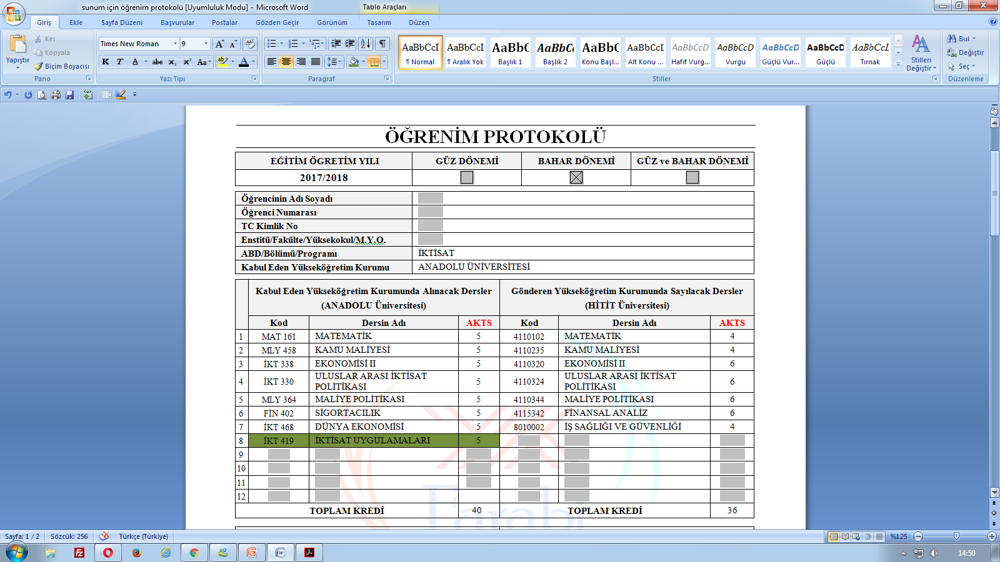 sunum için öğrenim protokolü [Uyumluluk Modu] - Microsoft Word
Tablo Araçları
Giriş Ekle Sayfa Düzeni Başvurular Postalar Gözden Geçir Görünüm Tasarım Düzen
Yapıştır
Kes
Kopyala
Biçim Boyacısı
Pano
Times New Roman 9
K T A abc x₂ x² Aa
Yazı Tipi
Paragraf
AaBbCcI AaBbCcI AaBbC AaBbCc AaBbC AaBbCcI AaBbCcD AaBbCcD AaBbCcD AaBbCcD AaBbCcI
¶ Normal ¶ Aralık Yok Başlık 1 Başlık 2 Konu Başl... Alt Konu ... Hafif Vurg... Vurgu Güçlü Vur... Güçlü Tırnak
Stilleri Değiştir
Stiller
Bul
Değiştir
Seç
Düzenleme
ÖĞRENİM PROTOKOLÜ
EĞİTİM ÖGRETİM YILI GÜZ DÖNEMİ BAHAR DÖNEMİ GÜZ ve BAHAR DÖNEMİ
2017/2018
Öğrencinin Adı Soyadı
Öğrenci Numarası
TC Kimlik No
Enstitü/Fakülte/Yüksekokul/M.Y.O.
ABD/Bölümü/Programı İKTİSAT
Kabul Eden Yükseköğretim Kurumu ANADOLU ÜNİVERSİTESİ
Kabul Eden Yükseköğretim Kurumunda Alınacak Dersler Gönderen Yükseköğretim Kurumunda Sayılacak Dersler
(ANADOLU Üniversitesi) (HİTİT Üniversitesi)
Kod Dersin Adı AKTS Kod Dersin Adı AKTS
1 MAT 161 MATEMATİK 5 4110102 MATEMATİK 4
2 MLY 458 KAMU MALİYESİ 5 4110235 KAMU MALİYESİ 4
3 İKT 338 EKONOMİSİ II 5 4110320 EKONOMİSİ II 6
4 İKT 330 ULUSLAR ARASI İKTİSAT POLİTİKASI 5 4110324 ULUSLAR ARASI İKTİSAT POLİTİKASI 6
5 MLY 364 MALİYE POLİTİKASI 5 4110344 MALİYE POLİTİKASI 6
6 FİN 402 SİGORTACILIK 5 4115342 FİNANSAL ANALİZ 6
7 İKT 468 DÜNYA EKONOMİSİ 5 8010002 İŞ SAĞLIĞI VE GÜVENLİĞİ 4
8 İKT 419 İKTİSAT UYGULAMALARI 5
9
10
11
12
Farabi
TOPLAM KREDİ 40 TOPLAM KREDİ 36
Sayfa: 1 / 2 Sözcük: 256 Türkçe (Türkiye) %125
14:50